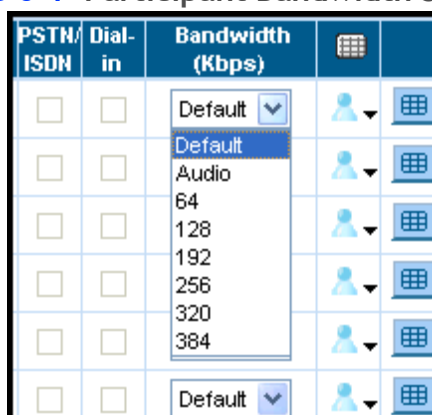 PSTN/ Dial- Bandwidth
ISDN in (Kbps)
Default
Default
Audio
64
128
192
256
320
384
Default